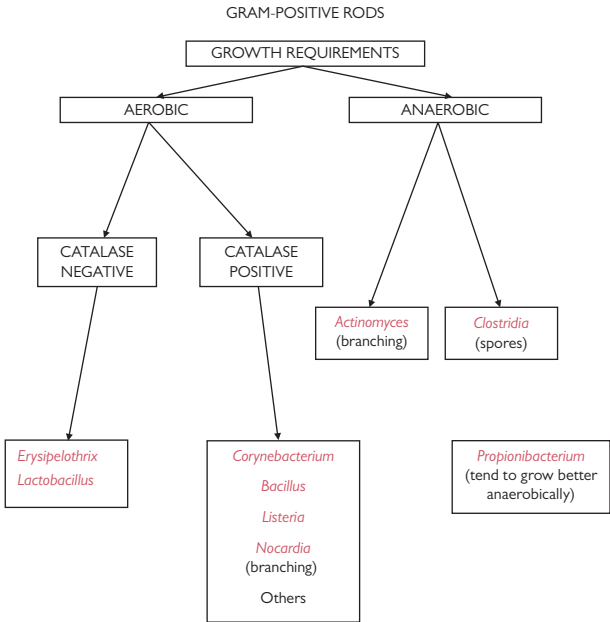 GRAM-POSITIVE RODS
GROWTH REQUIREMENTS
AEROBIC
ANAEROBIC
CATALASE
NEGATIVE
CATALASE
POSITIVE
Actinomyces
(branching)
Clostridia
(spores)
Erysipelothrix
Lactobacillus
Corynebacterium
Bacillus
Listeria
Nocardia
(branching)
Others
Propionibacterium
(tend to grow better
anaerobically)